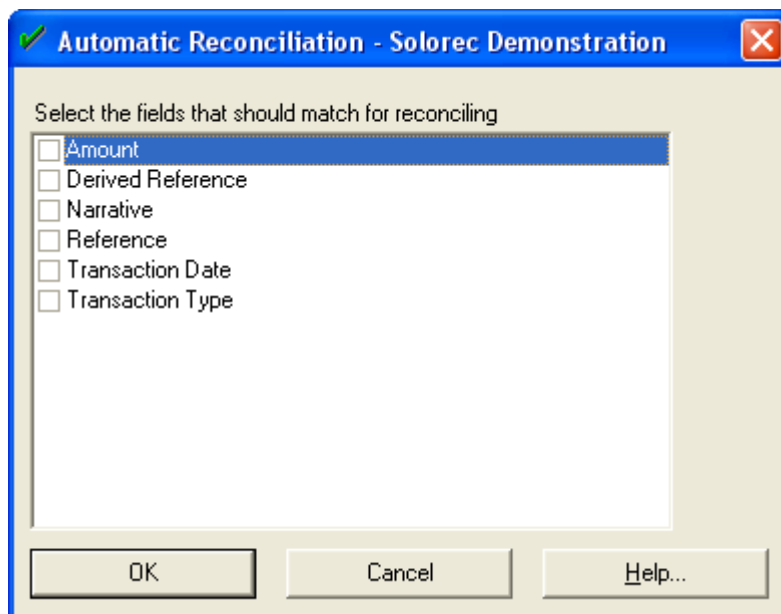 Automatic Reconciliation - Solorec Demonstration
Select the fields that should match for reconciling
Amount
Derived Reference
Narrative
Reference
Transaction Date
Transaction Type
OK
Cancel
Help...